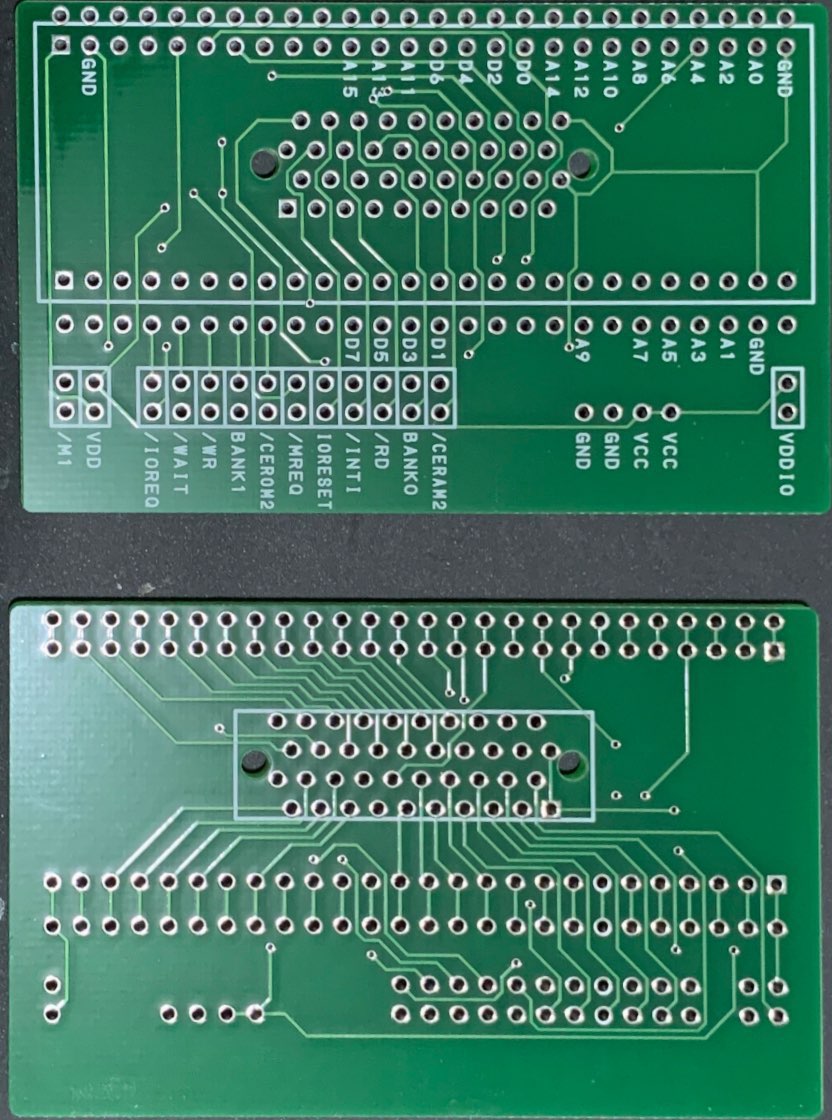 GND A15 A13 A11 D6 D4 D2 D0 A14 A12 A10 A8 A6 A4 A2 A0 GND
D7 D5 D3 D1 A9 A7 A5 A3 A1 GND
/M1 VDD /IOREQ /WAIT /WR BANK1 /CEROM2 /MREQ IORESET /INTI /RD BANK0 /CERAM2 GND GND VCC VCC VDDIO